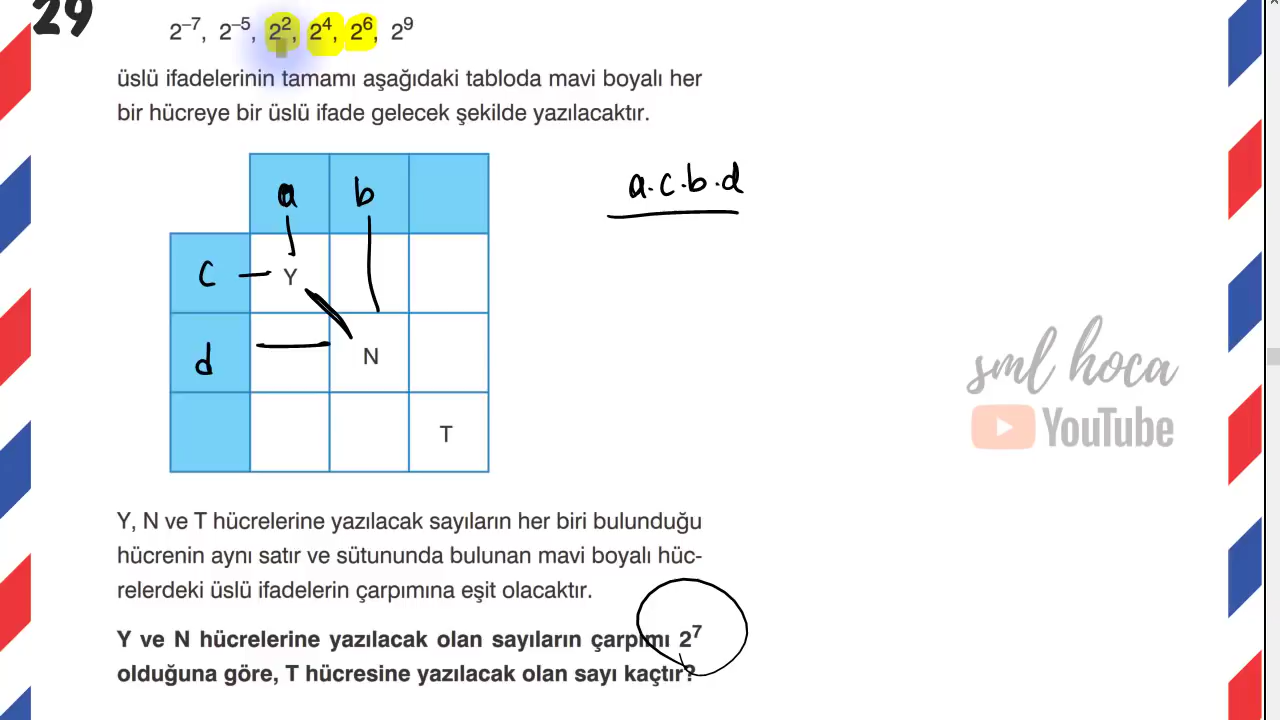 29
2⁻⁷, 2⁻⁵, 2², 2⁴, 2⁶, 2⁹
üslü ifadelerinin tamamı aşağıdaki tabloda mavi boyalı her
bir hücreye bir üslü ifade gelecek şekilde yazılacaktır.
a b
a.c.b.d
c Y
d N
T
sml hoca
YouTube
Y, N ve T hücrelerine yazılacak sayıların her biri bulunduğu
hücrenin aynı satır ve sütununda bulunan mavi boyalı hüc-
relerdeki üslü ifadelerin çarpımına eşit olacaktır.
Y ve N hücrelerine yazılacak olan sayıların çarpımı 2⁷
olduğuna göre, T hücresine yazılacak olan sayı kaçtır?